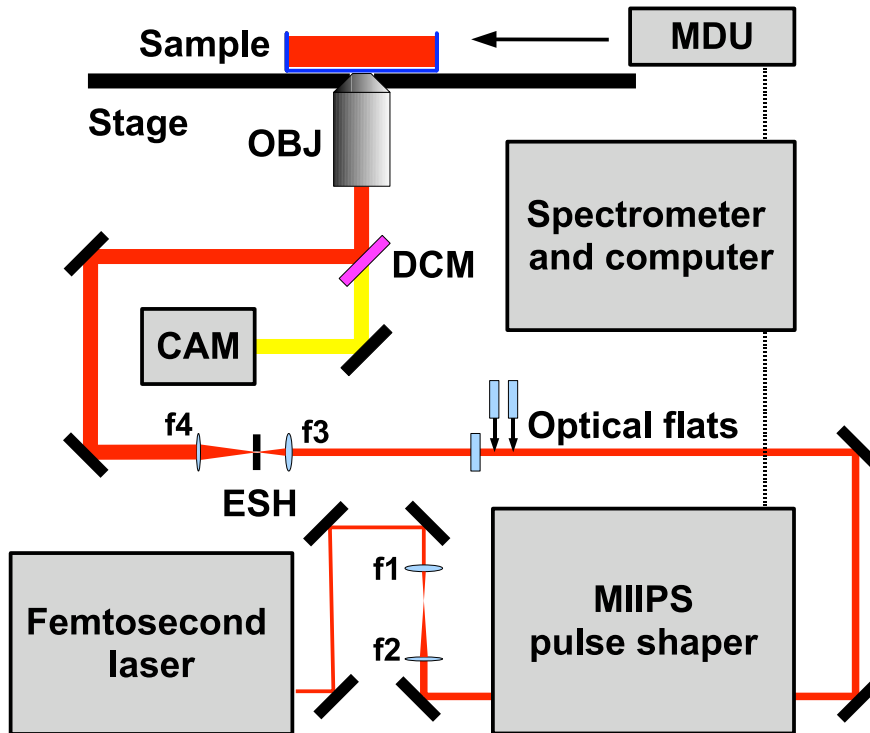 Sample
MDU
Stage
OBJ
Spectrometer
and computer
DCM
CAM
f4
f3
Optical flats
ESH
f1
Femtosecond
laser
MIIPS
pulse shaper
f2